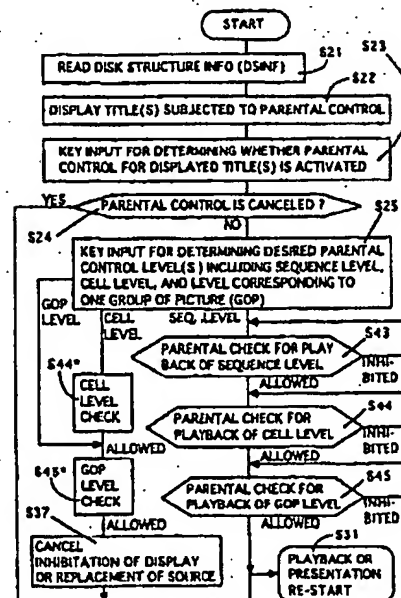 START
S21
S23
READ DISK STRUCTURE INFO (DSINF)
S22
DISPLAY TITLE(S) SUBJECTED TO PARENTAL CONTROL
KEY INPUT FOR DETERMINING WHETHER PARENTAL
CONTROL FOR DISPLAYED TITLE(S) IS ACTIVATED
YES
PARENTAL CONTROL IS CANCELED ?
S25
S24
NO
KEY INPUT FOR DETERMINING DESIRED PARENTAL
CONTROL LEVEL(S) INCLUDING SEQUENCE LEVEL,
CELL LEVEL, AND LEVEL CORRESPONDING TO
ONE GROUP OF PICTURE (GOP)
GOP
LEVEL
CELL
LEVEL
SEQ. LEVEL
S43
PARENTAL CHECK FOR PLAY
BACK OF SEQUENCE LEVEL
INHI-
BITED
S44*
ALLOWED
CELL
LEVEL
CHECK
S44
PARENTAL CHECK FOR
PLAYBACK OF CELL LEVEL
INHI-
BITED
S45*
ALLOWED
ALLOWED
S45
GOP
LEVEL
CHECK
PARENTAL CHECK FOR
PLAYBACK OF GOP LEVEL
INHI-
BITED
S37
ALLOWED
ALLOWED
S31
CANCEL
INHIBITATION OF DISPLAY
OR REPLACEMENT OF SOURCE
PLAYBACK OR
PRESENTATION
RE-START